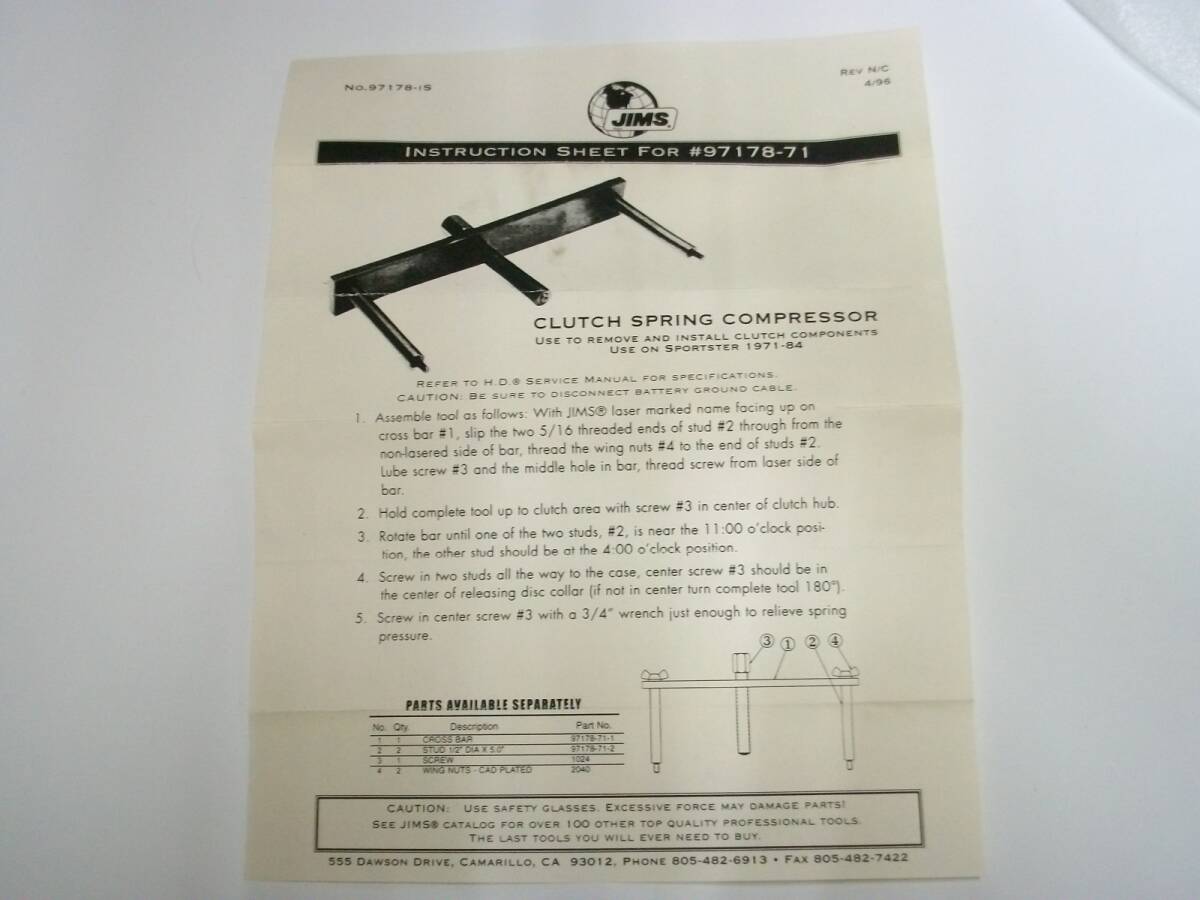 No.97178-IS
REV N/C
4/96
JIMS®
INSTRUCTION SHEET FOR #97178-71
CLUTCH SPRING COMPRESSOR
USE TO REMOVE AND INSTALL CLUTCH COMPONENTS
USE ON SPORTSTER 1971-84
REFER TO H.D.® SERVICE MANUAL FOR SPECIFICATIONS.
CAUTION: BE SURE TO DISCONNECT BATTERY GROUND CABLE.
1. Assemble tool as follows: With JIMS® laser marked name facing up on
cross bar #1, slip the two 5/16 threaded ends of stud #2 through from the
non-lasered side of bar, thread the wing nuts #4 to the end of studs #2.
Lube screw #3 and the middle hole in bar, thread screw from laser side of
bar.
2. Hold complete tool up to clutch area with screw #3 in center of clutch hub.
3. Rotate bar until one of the two studs, #2, is near the 11:00 o'clock posi-
tion, the other stud should be at the 4:00 o'clock position.
4. Screw in two studs all the way to the case, center screw #3 should be in
the center of releasing disc collar (if not in center turn complete tool 180°).
5. Screw in center screw #3 with a 3/4" wrench just enough to relieve spring
pressure.
③ ① ② ④
PARTS AVAILABLE SEPARATELY
No. Qty. Description Part No.
1 1 CROSS BAR 97178-71-1
2 2 STUD 1/2" DIA X 5.0" 97178-71-2
3 1 SCREW 1024
4 2 WING NUTS - CAD PLATED 2040
CAUTION: USE SAFETY GLASSES. EXCESSIVE FORCE MAY DAMAGE PARTS!
SEE JIMS® CATALOG FOR OVER 100 OTHER TOP QUALITY PROFESSIONAL TOOLS.
THE LAST TOOLS YOU WILL EVER NEED TO BUY.
555 DAWSON DRIVE, CAMARILLO, CA 93012, PHONE 805-482-6913 • FAX 805-482-7422